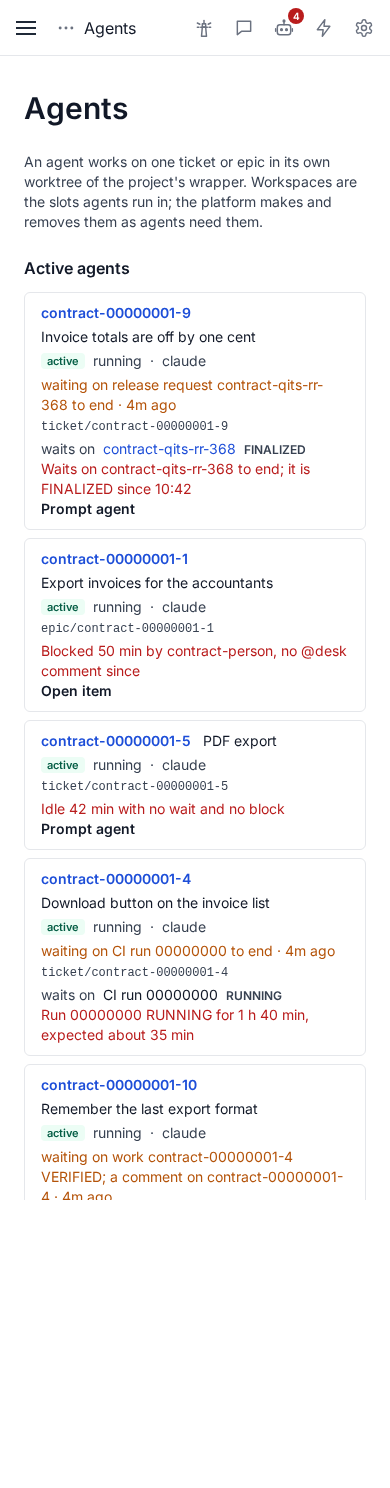 Agents
4
Agents
An agent works on one ticket or epic in its own
worktree of the project's wrapper. Workspaces are
the slots agents run in; the platform makes and
removes them as agents need them.
Active agents
contract-00000001-9
Invoice totals are off by one cent
active running · claude
waiting on release request contract-qits-rr-
368 to end · 4m ago
ticket/contract-00000001-9
waits on contract-qits-rr-368 FINALIZED
Waits on contract-qits-rr-368 to end; it is
FINALIZED since 10:42
Prompt agent
contract-00000001-1
Export invoices for the accountants
active running · claude
epic/contract-00000001-1
Blocked 50 min by contract-person, no @desk
comment since
Open item
contract-00000001-5 PDF export
active running · claude
ticket/contract-00000001-5
Idle 42 min with no wait and no block
Prompt agent
contract-00000001-4
Download button on the invoice list
active running · claude
waiting on CI run 00000000 to end · 4m ago
ticket/contract-00000001-4
waits on CI run 00000000 RUNNING
Run 00000000 RUNNING for 1 h 40 min,
expected about 35 min
contract-00000001-10
Remember the last export format
active running · claude
waiting on work contract-00000001-4
VERIFIED; a comment on contract-00000001-
4 · 4m ago